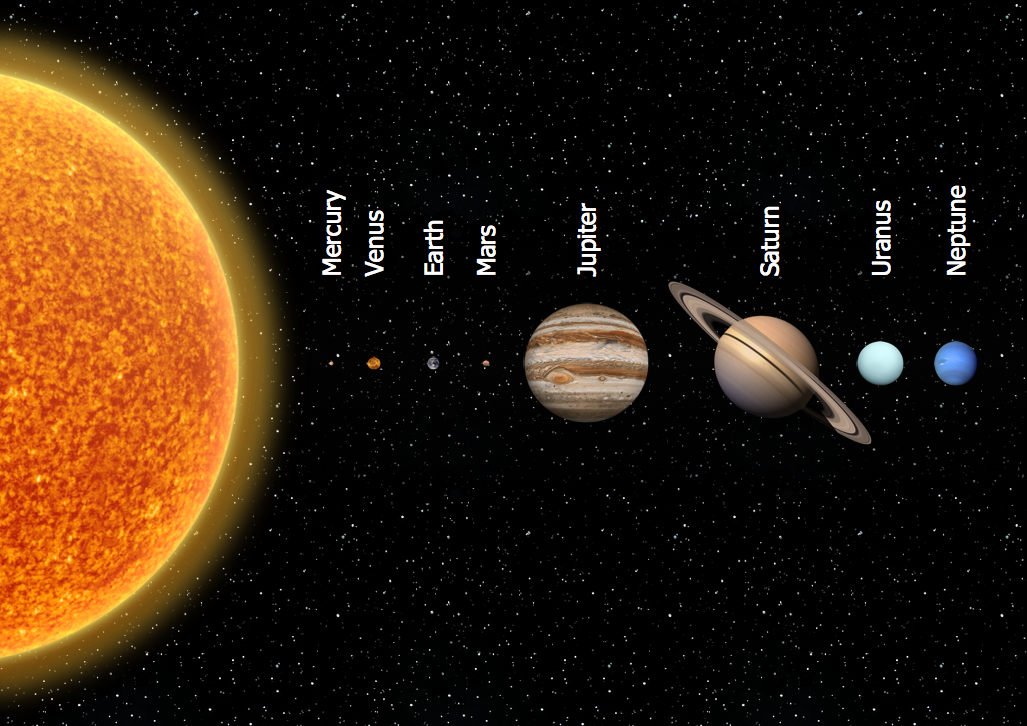 Mercury
Venus
Earth
Mars
Jupiter
Saturn
Uranus
Neptune